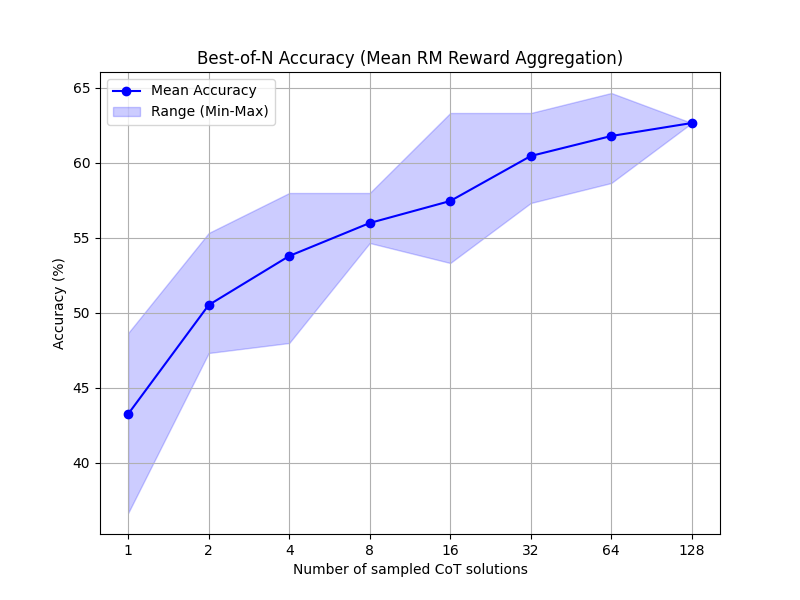 Best-of-N Accuracy (Mean RM Reward Aggregation)
Mean Accuracy
Range (Min-Max)
Accuracy (%)
65
60
55
50
45
40
1 2 4 8 16 32 64 128
Number of sampled CoT solutions